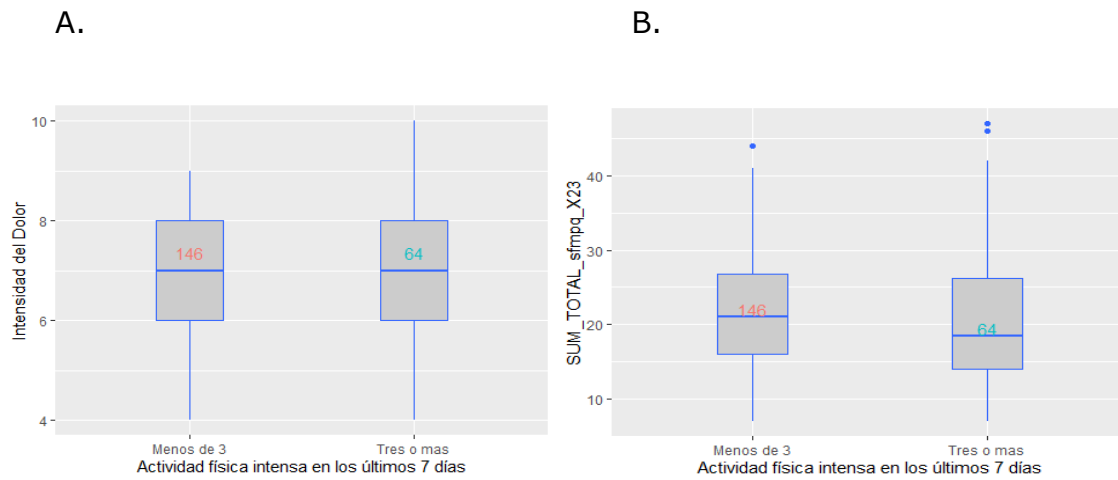 A.
B.
10
8
6
4
Intensidad del Dolor
146
64
Menos de 3
Tres o mas
Actividad física intensa en los últimos 7 días
40
30
20
10
SUM_TOTAL_sfmpq_X23
146
64
Menos de 3
Tres o mas
Actividad física intensa en los últimos 7 días